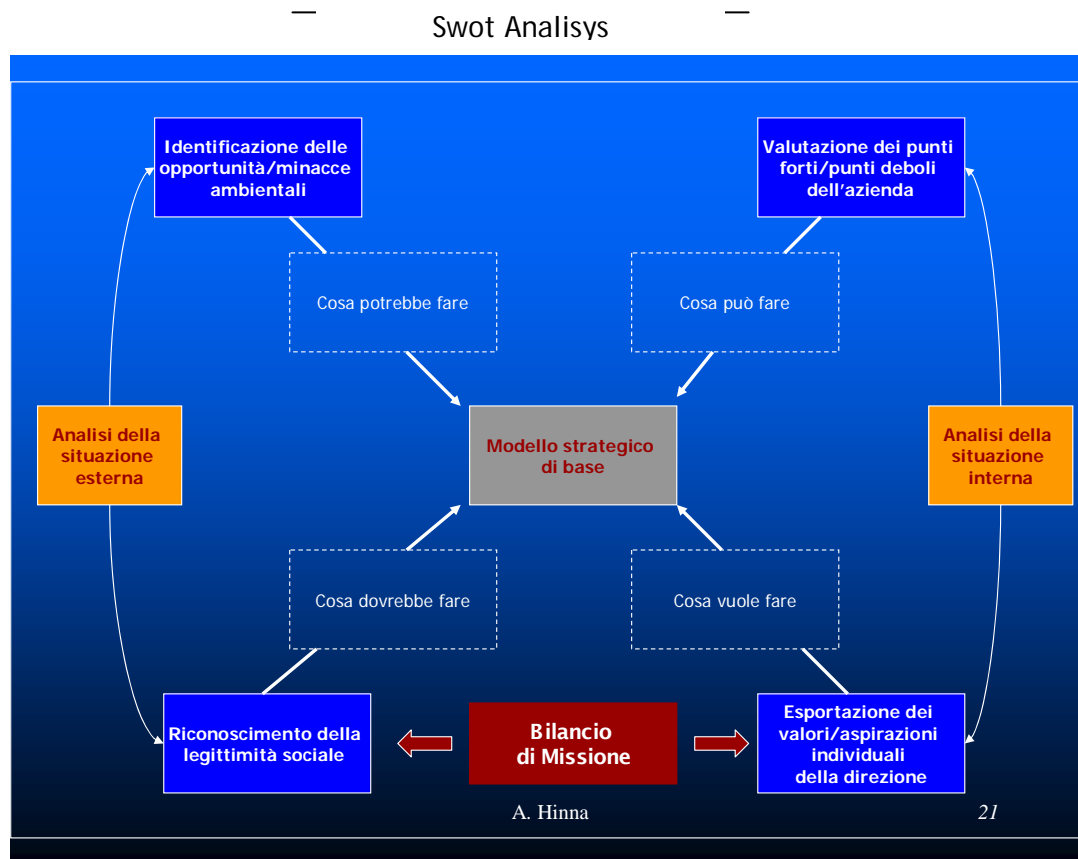 Swot Analisys
Identificazione delle
opportunità/minacce
ambientali
Valutazione dei punti
forti/punti deboli
dell'azienda
Cosa potrebbe fare
Cosa può fare
Analisi della
situazione
esterna
Modello strategico
di base
Analisi della
situazione
interna
Cosa dovrebbe fare
Cosa vuole fare
Riconoscimento della
legittimità sociale
Bilancio
di Missione
Esportazione dei
valori/aspirazioni
individuali
della direzione
A. Hinna
21